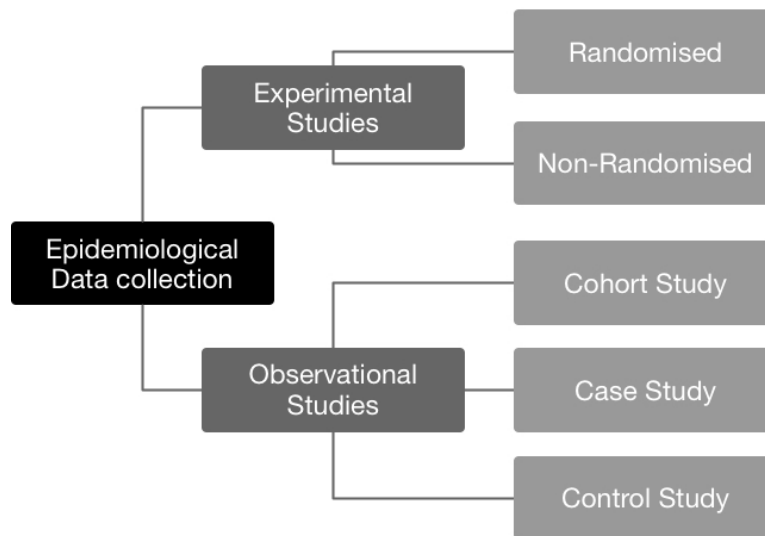 Randomised
Experimental
Studies
Non-Randomised
Epidemiological
Data collection
Cohort Study
Observational
Studies
Case Study
Control Study